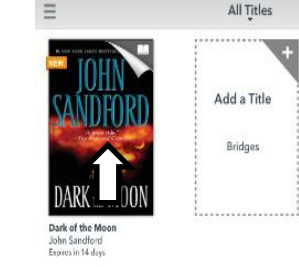 All Titles
#1 NEW YORK TIMES BESTSELLER
NEW
JOHN
SANDFORD
DARK MOON
Dark of the Moon
John Sandford
Expires in 14 days
Add a Title
Bridges